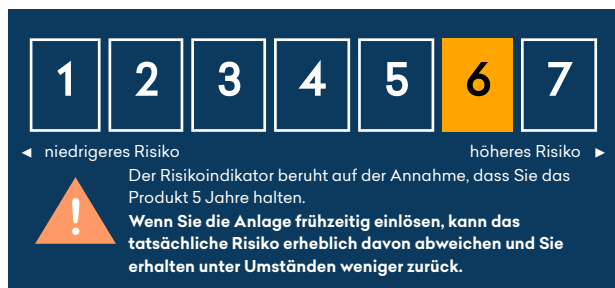 1 2 3 4 5 6 7
◄ niedrigeres Risiko höheres Risiko ►
Der Risikoindikator beruht auf der Annahme, dass Sie das
Produkt 5 Jahre halten.
Wenn Sie die Anlage frühzeitig einlösen, kann das
tatsächliche Risiko erheblich davon abweichen und Sie
erhalten unter Umständen weniger zurück.
!